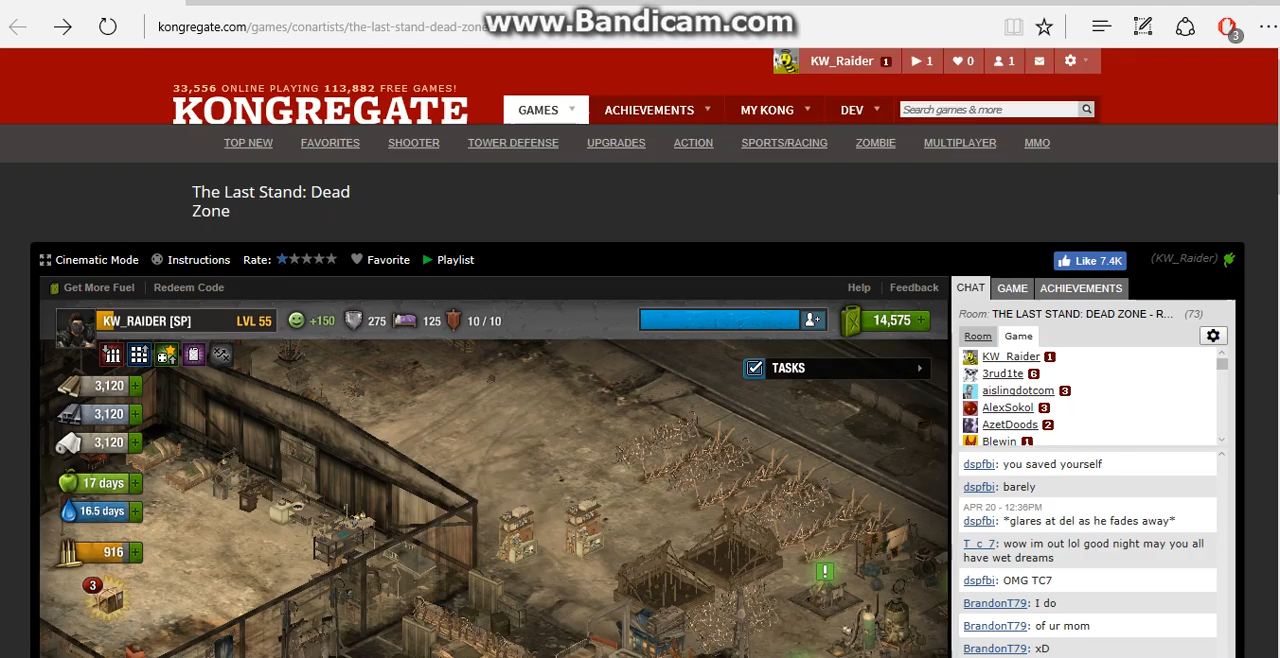 www.Bandicam.com
kongregate.com/games/conartists/the-last-stand-dead-zone
3
KW_Raider 1 1 0 1
33,556 ONLINE PLAYING 113,882 FREE GAMES!
KONGREGATE
GAMES ACHIEVEMENTS MY KONG DEV Search games & more
TOP NEW FAVORITES SHOOTER TOWER DEFENSE UPGRADES ACTION SPORTS/RACING ZOMBIE MULTIPLAYER MMO
The Last Stand: Dead
Zone
Cinematic Mode Instructions Rate: Favorite Playlist Like 7.4K (KW_Raider)
Get More Fuel Redeem Code Help Feedback
KW_RAIDER [SP] LVL 55 +150 275 125 10 / 10 14,575 +
TASKS
3,120 +
3,120 +
3,120 +
17 days +
16.5 days +
916 +
3
!
CHAT GAME ACHIEVEMENTS
Room: THE LAST STAND: DEAD ZONE - R... (73)
Room Game
KW_Raider 1
3rud1te 6
aislingdotcom 3
AlexSokol 3
AzetDoods 2
Blewin 1
dspfbi: you saved yourself
dspfbi: barely
APR 20 - 12:36PM
dspfbi: *glares at del as he fades away*
T_c_7: wow im out lol good night may you all
have wet dreams
dspfbi: OMG TC7
BrandonT79: I do
BrandonT79: of ur mom
BrandonT79: xD